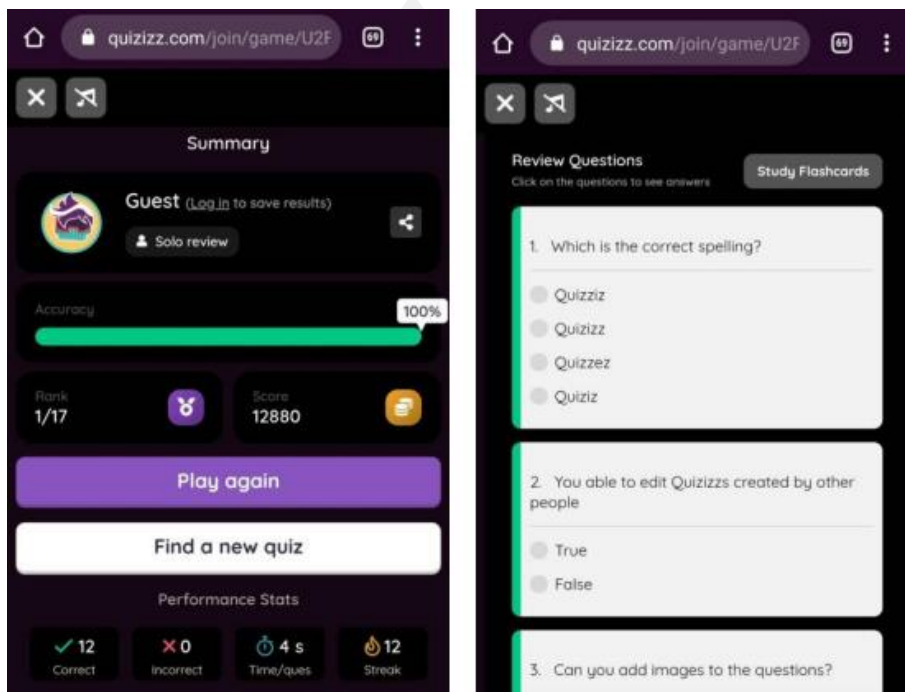 quizizz.com/join/game/U2F
69
Summary
Guest (Log in to save results)
Solo review
Accuracy
100%
Rank
1/17
Score
12880
Play again
Find a new quiz
Performance Stats
12
Correct
0
Incorrect
4 s
Time/ques
12
Streak
quizizz.com/join/game/U2F
69
Review Questions
Click on the questions to see answers
Study Flashcards
1. Which is the correct spelling?
Quizziz
Quizizz
Quizzez
Quiziz
2. You able to edit Quizizzs created by other
people
True
False
3. Can you add images to the questions?